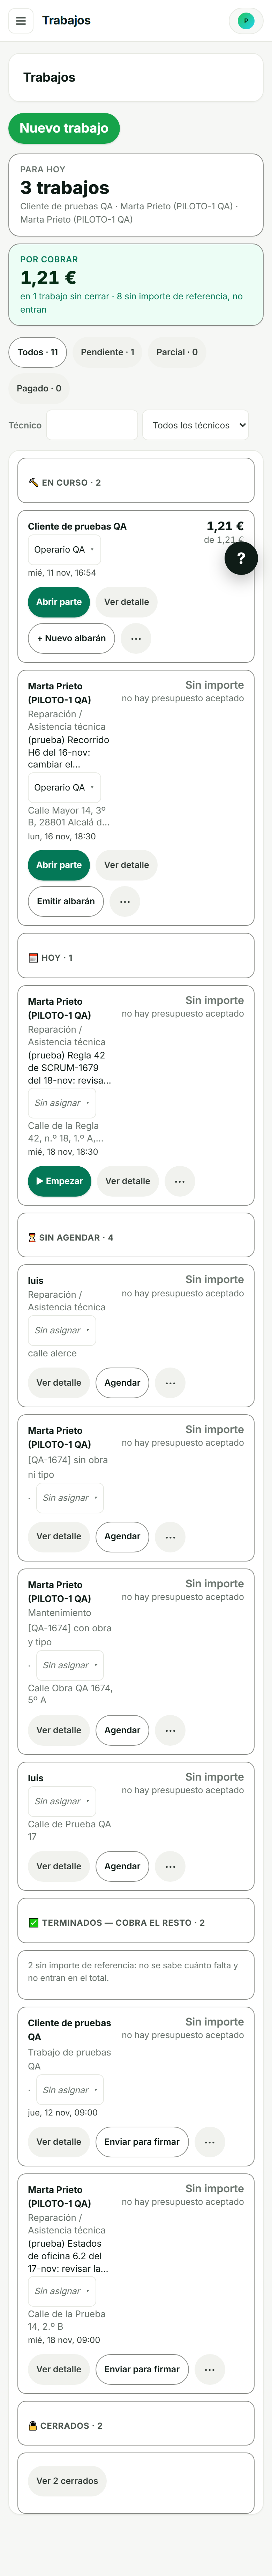 Trabajos
P
Trabajos
Nuevo trabajo
PARA HOY
3 trabajos
Cliente de pruebas QA · Marta Prieto (PILOTO-1 QA) ·
Marta Prieto (PILOTO-1 QA)
POR COBRAR
1,21 €
en 1 trabajo sin cerrar · 8 sin importe de referencia, no
entran
Todos · 11
Pendiente · 1
Parcial · 0
Pagado · 0
Técnico
Todos los técnicos
EN CURSO · 2
Cliente de pruebas QA
1,21 €
de 1,21 €
Operario QA
?
mié, 11 nov, 16:54
Abrir parte
Ver detalle
+ Nuevo albarán
...
Marta Prieto
(PILOTO-1 QA)
Sin importe
no hay presupuesto aceptado
Reparación /
Asistencia técnica
(prueba) Recorrido
H6 del 16-nov:
cambiar el...
Operario QA
Calle Mayor 14, 3º
B, 28801 Alcalá d...
lun, 16 nov, 18:30
Abrir parte
Ver detalle
Emitir albarán
...
HOY · 1
Marta Prieto
(PILOTO-1 QA)
Sin importe
no hay presupuesto aceptado
Reparación /
Asistencia técnica
(prueba) Regla 42
de SCRUM-1679
del 18-nov: revisa...
Sin asignar
Calle de la Regla
42, n.º 18, 1.º A,...
mié, 18 nov, 18:30
▶ Empezar
Ver detalle
...
SIN AGENDAR · 4
luis
Sin importe
no hay presupuesto aceptado
Reparación /
Asistencia técnica
Sin asignar
calle alerce
Ver detalle
Agendar
...
Marta Prieto
(PILOTO-1 QA)
Sin importe
no hay presupuesto aceptado
[QA-1674] sin obra
ni tipo
· Sin asignar
Ver detalle
Agendar
...
Marta Prieto
(PILOTO-1 QA)
Sin importe
no hay presupuesto aceptado
Mantenimiento
[QA-1674] con obra
y tipo
· Sin asignar
Calle Obra QA 1674,
5º A
Ver detalle
Agendar
...
luis
Sin importe
no hay presupuesto aceptado
Sin asignar
Calle de Prueba QA
17
Ver detalle
Agendar
...
TERMINADOS — COBRA EL RESTO · 2
2 sin importe de referencia: no se sabe cuánto falta y
no entran en el total.
Cliente de pruebas
QA
Sin importe
no hay presupuesto aceptado
Trabajo de pruebas
QA
· Sin asignar
jue, 12 nov, 09:00
Ver detalle
Enviar para firmar
...
Marta Prieto
(PILOTO-1 QA)
Sin importe
no hay presupuesto aceptado
Reparación /
Asistencia técnica
(prueba) Estados
de oficina 6.2 del
17-nov: revisar la...
Sin asignar
Calle de la Prueba
14, 2.º B
mié, 18 nov, 09:00
Ver detalle
Enviar para firmar
...
CERRADOS · 2
Ver 2 cerrados